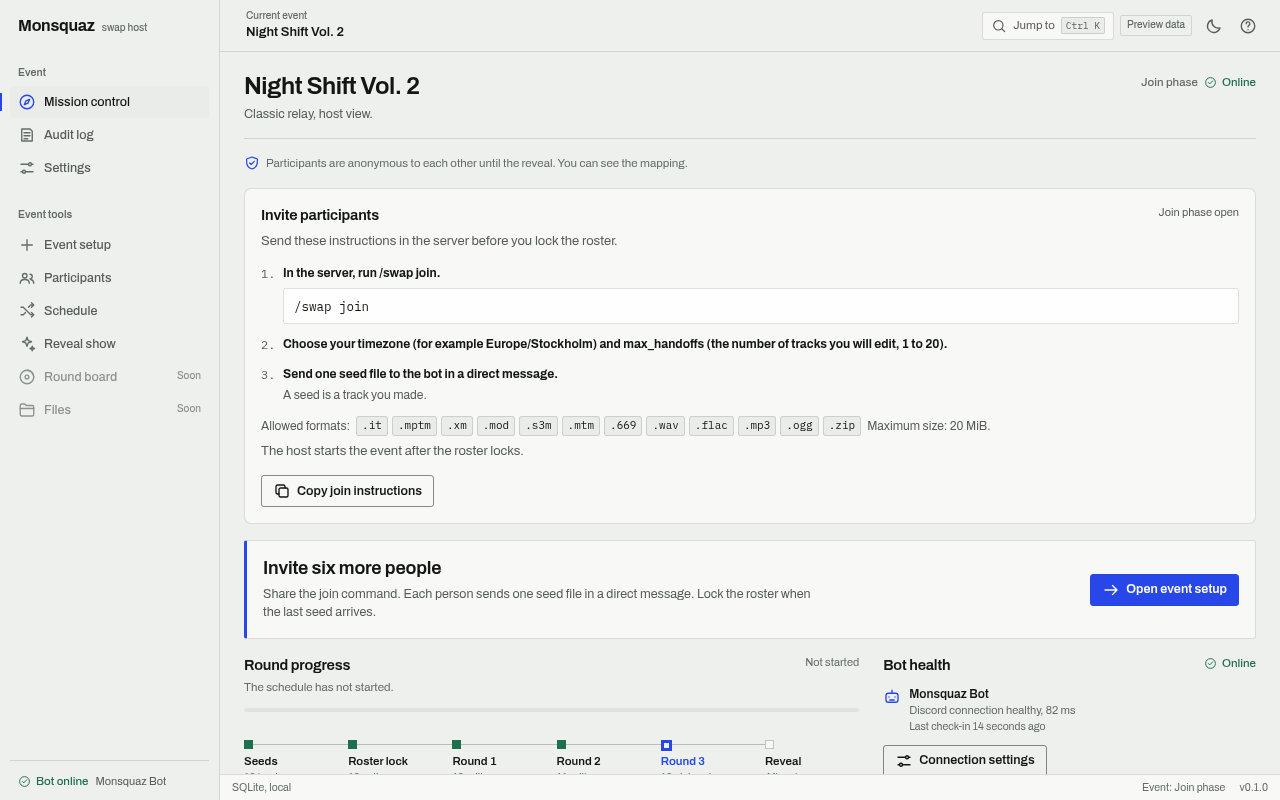 Monsquaz swap host
Event
Mission control
Audit log
Settings
Event tools
Event setup
Participants
Schedule
Reveal show
Round board Soon
Files Soon
Bot online Monsquaz Bot
Current event
Night Shift Vol. 2
Jump to Ctrl K
Preview data
Night Shift Vol. 2
Classic relay, host view.
Join phase Online
Participants are anonymous to each other until the reveal. You can see the mapping.
Invite participants
Join phase open
Send these instructions in the server before you lock the roster.
1. In the server, run /swap join.
/swap join
2. Choose your timezone (for example Europe/Stockholm) and max_handoffs (the number of tracks you will edit, 1 to 20).
3. Send one seed file to the bot in a direct message.
A seed is a track you made.
Allowed formats: .it .mptm .xm .mod .s3m .mtm .669 .wav .flac .mp3 .ogg .zip Maximum size: 20 MiB.
The host starts the event after the roster locks.
Copy join instructions
Invite six more people
Share the join command. Each person sends one seed file in a direct message. Lock the roster when
the last seed arrives.
Open event setup
Round progress
Not started
The schedule has not started.
Seeds Roster lock Round 1 Round 2 Round 3 Reveal
Bot health
Online
Monsquaz Bot
Discord connection healthy, 82 ms
Last check-in 14 seconds ago
Connection settings
SQLite, local
Event: Join phase v0.1.0